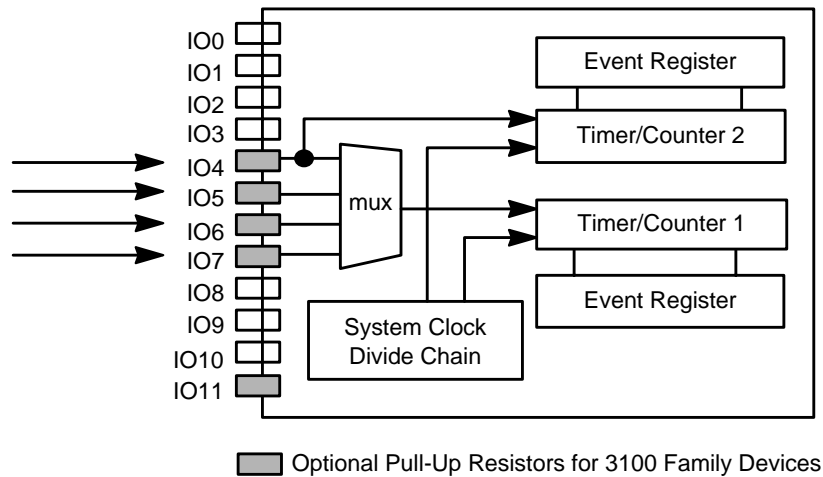 IO0
IO1
IO2
IO3
IO4
IO5
IO6
IO7
IO8
IO9
IO10
IO11
mux
Event Register
Timer/Counter 2
Timer/Counter 1
Event Register
System Clock
Divide Chain
Optional Pull-Up Resistors for 3100 Family Devices